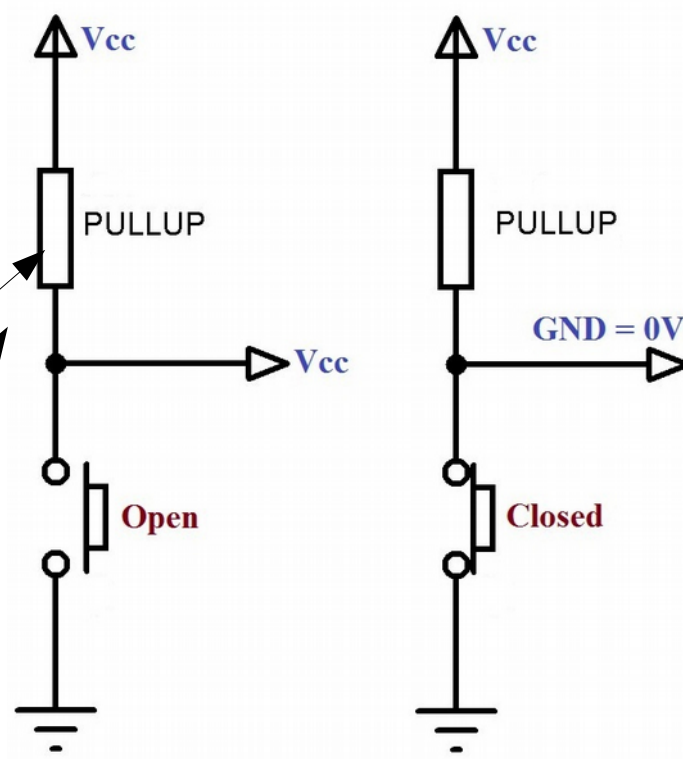 Vcc
Vcc
PULLUP
PULLUP
GND = 0V
Vcc
Open
Closed